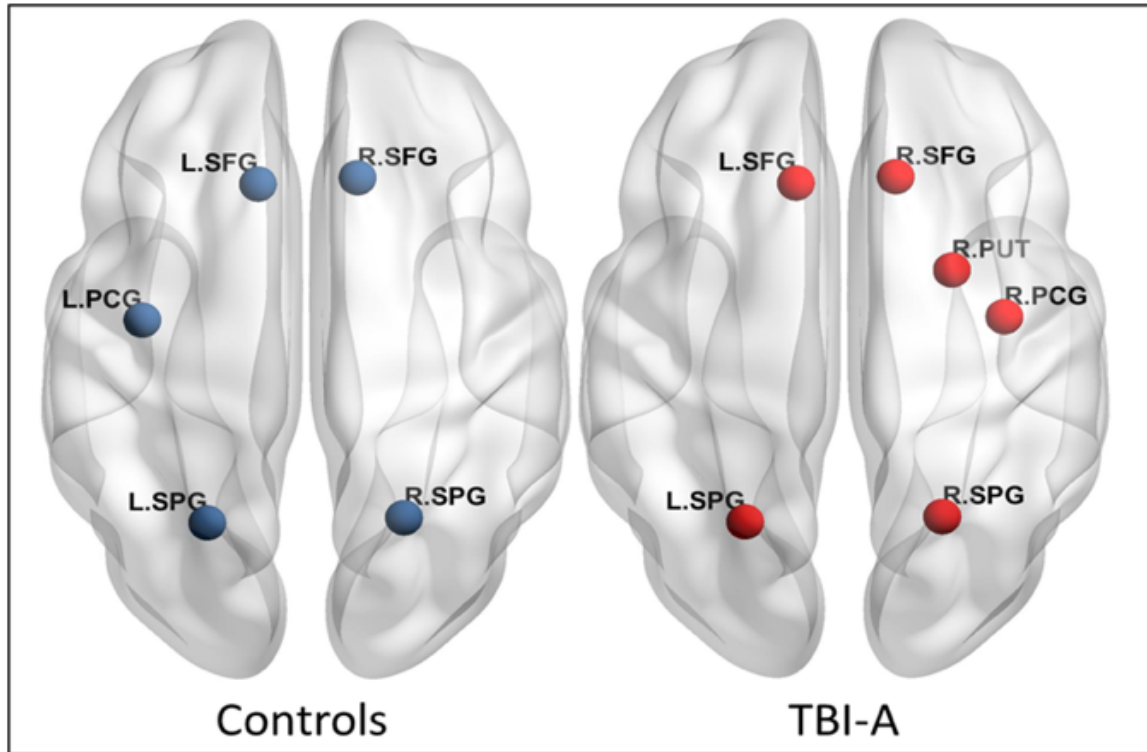 L.SFG
R.SFG
L.PCG
L.SPG
R.SPG
Controls
L.SFG
R.SFG
R.PUT
R.PCG
L.SPG
R.SPG
TBI-A